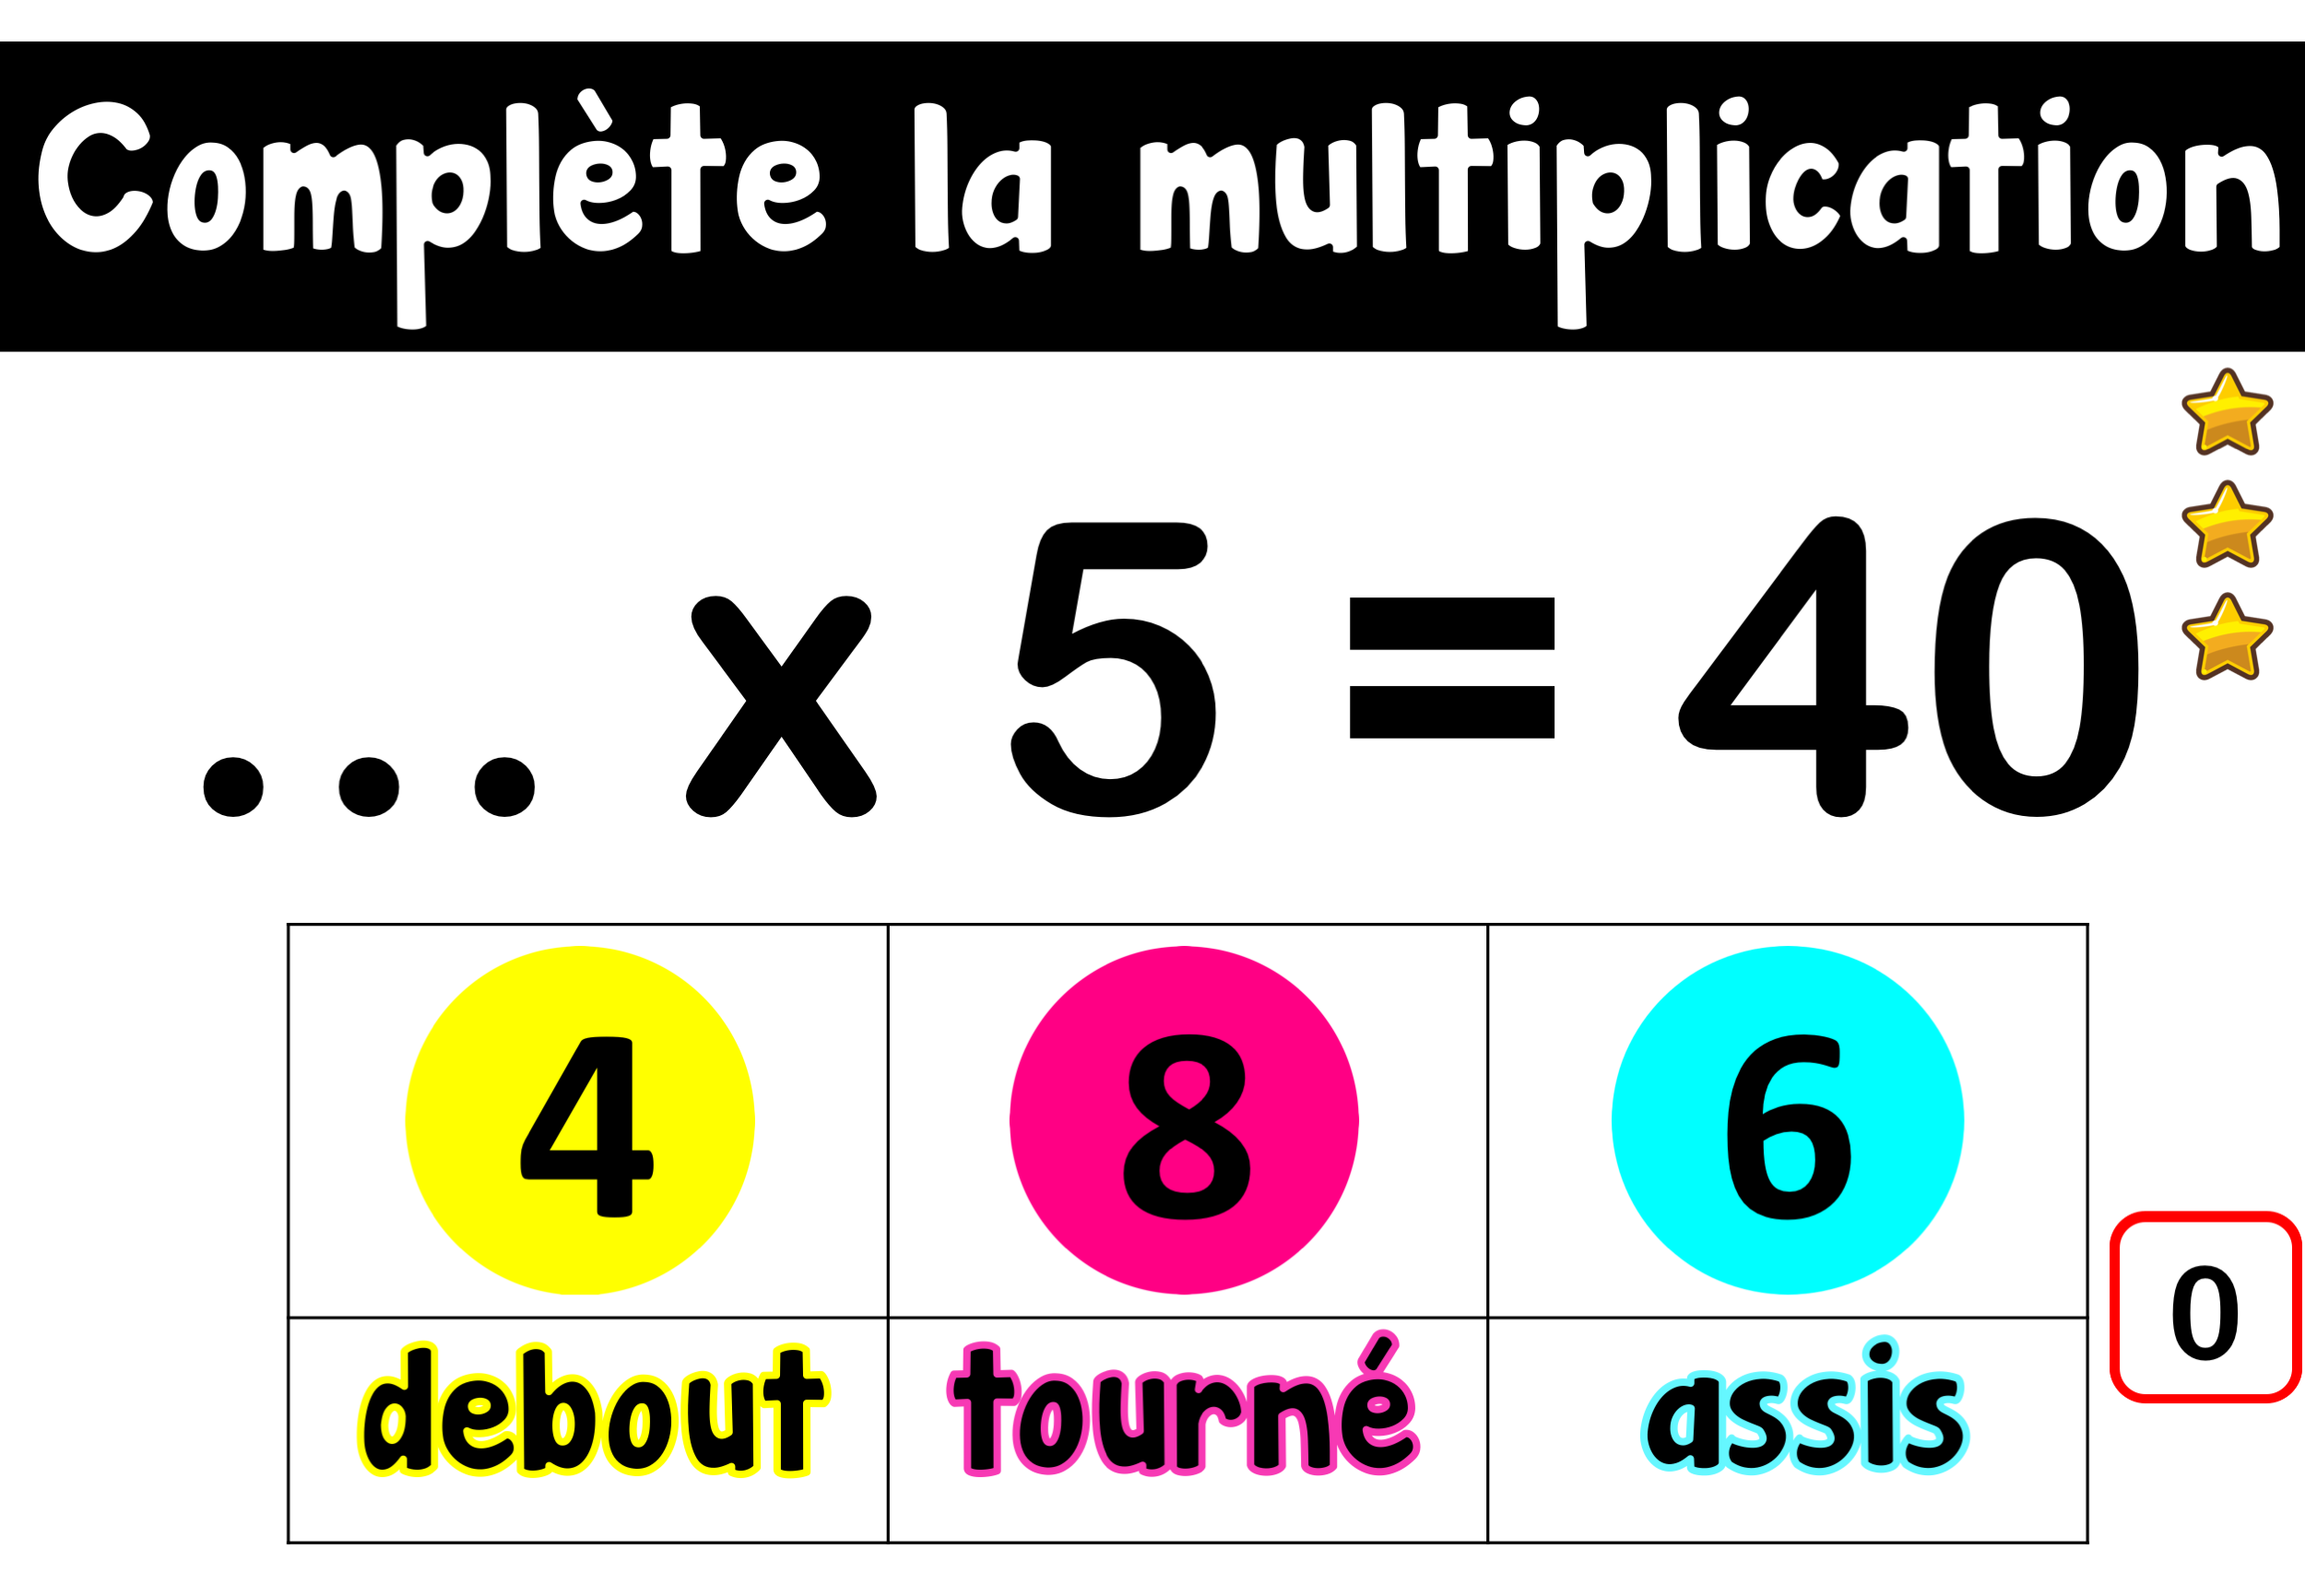 Complète la multiplication
... x 5 = 40
4 8 6
0
debout tourné assis